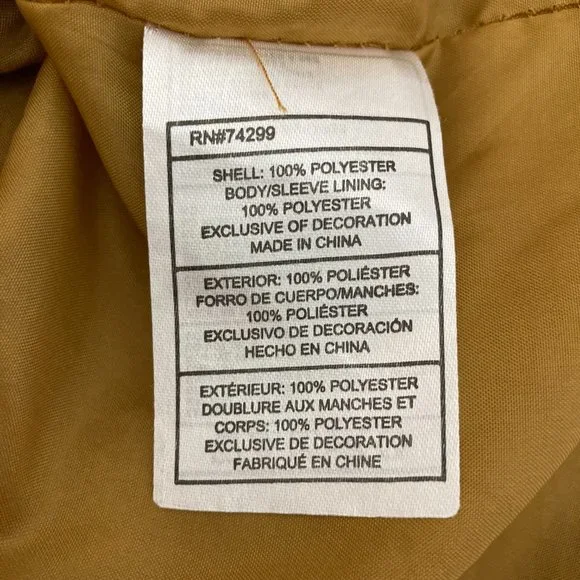 RN#74299
SHELL: 100% POLYESTER
BODY/SLEEVE LINING:
100% POLYESTER
EXCLUSIVE OF DECORATION
MADE IN CHINA
EXTERIOR: 100% POLIÉSTER
FORRO DE CUERPO/MANCHES:
100% POLIÉSTER
EXCLUSIVO DE DECORACIÓN
HECHO EN CHINA
EXTÉRIEUR: 100% POLYESTER
DOUBLURE AUX MANCHES ET
CORPS: 100% POLYESTER
EXCLUSIVE DE DECORATION
FABRIQUÉ EN CHINE